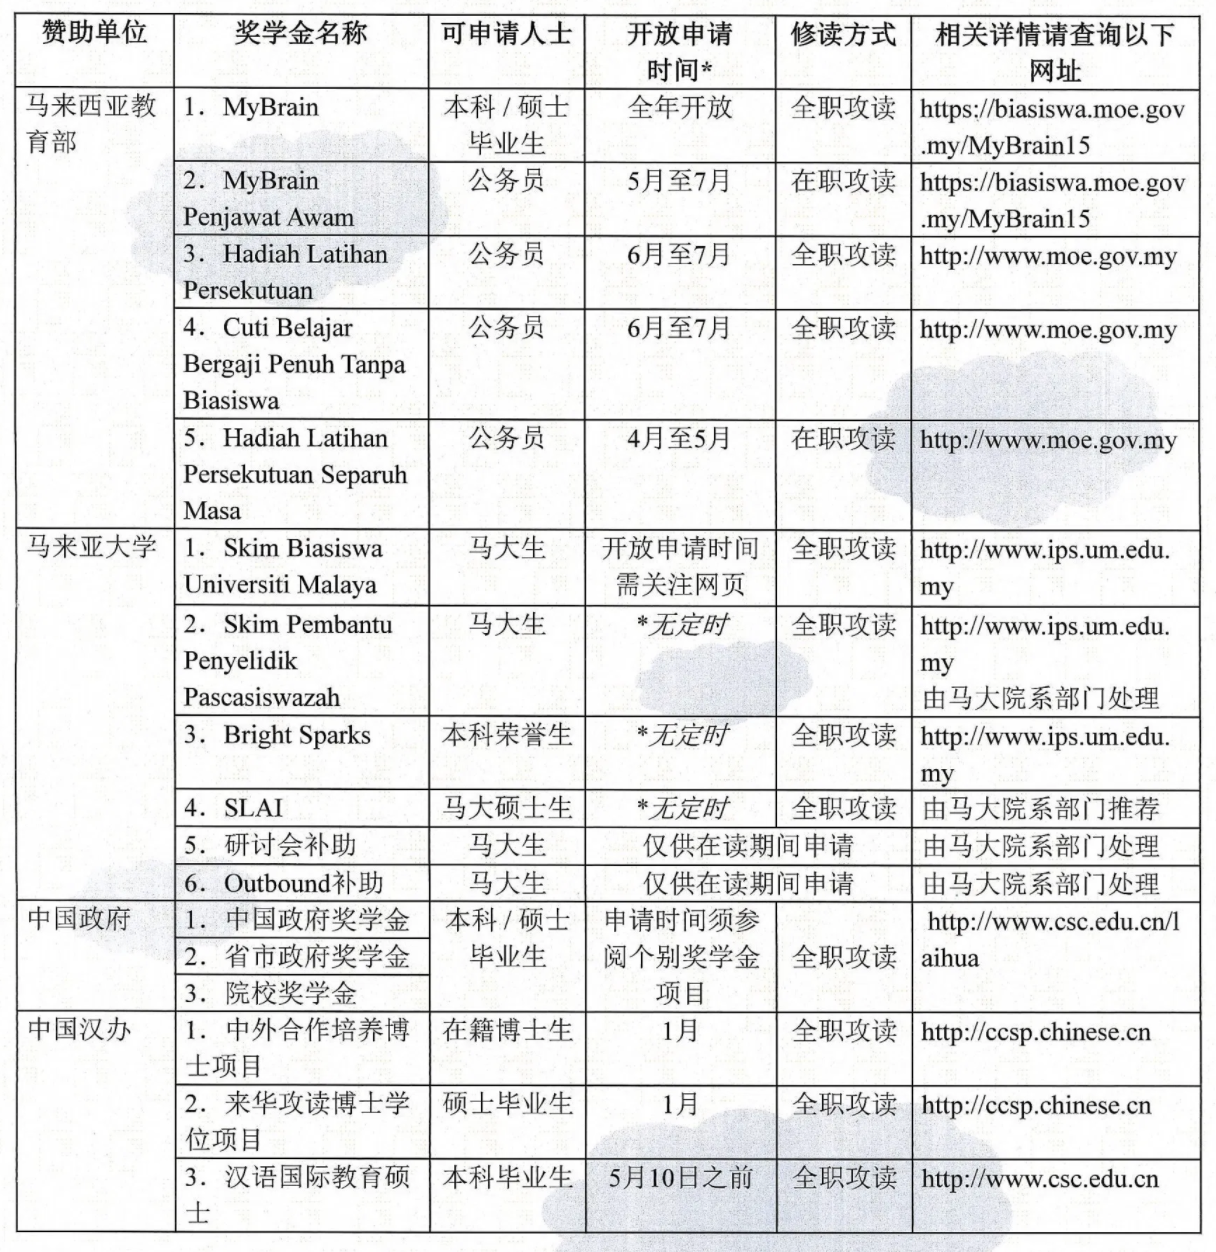 赞助单位 奖学金名称 可申请人士 开放申请 修读方式 相关详情请查询以下
时间* 网址
马来西亚教 1．MyBrain 本科 / 硕士 全年开放 全职攻读 https://biasiswa.moe.gov
育部 毕业生 .my/MyBrain15
2．MyBrain 公务员 5月至7月 在职攻读 https://biasiswa.moe.gov
Penjawat Awam .my/MyBrain15
3．Hadiah Latihan 公务员 6月至7月 全职攻读 http://www.moe.gov.my
Persekutuan
4．Cuti Belajar 公务员 6月至7月 全职攻读 http://www.moe.gov.my
Bergaji Penuh Tanpa
Biasiswa
5．Hadiah Latihan 公务员 4月至5月 在职攻读 http://www.moe.gov.my
Persekutuan Separuh
Masa
马来亚大学 1．Skim Biasiswa 马大生 开放申请时间 全职攻读 http://www.ips.um.edu.
Universiti Malaya 需关注网页 my
2．Skim Pembantu 马大生 *无定时 全职攻读 http://www.ips.um.edu.
Penyelidik my
Pascasiswazah 由马大院系部门处理
3．Bright Sparks 本科荣誉生 *无定时 全职攻读 http://www.ips.um.edu.
my
4．SLAI 马大硕士生 *无定时 全职攻读 由马大院系部门推荐
5．研讨会补助 马大生 仅供在读期间申请 由马大院系部门处理
6．Outbound补助 马大生 仅供在读期间申请 由马大院系部门处理
中国政府 1．中国政府奖学金 本科 / 硕士 申请时间须参 http://www.csc.edu.cn/l
2．省市政府奖学金 毕业生 阅个别奖学金 全职攻读 aihua
3．院校奖学金 项目
中国汉办 1．中外合作培养博 在籍博士生 1月 全职攻读 http://ccsp.chinese.cn
士项目
2．来华攻读博士学 硕士毕业生 1月 全职攻读 http://ccsp.chinese.cn
位项目
3．汉语国际教育硕 本科毕业生 5月10日之前 全职攻读 http://www.csc.edu.cn
士